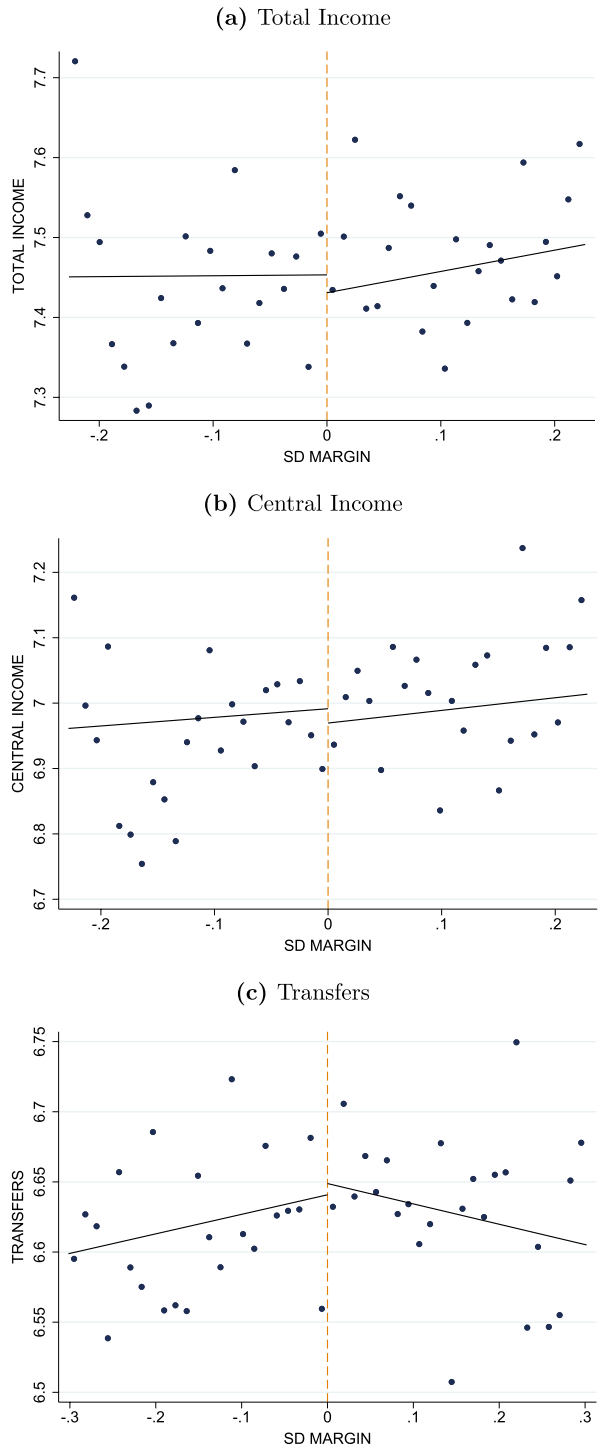 (a) Total Income
7.7
7.6
7.5
7.4
7.3
TOTAL INCOME
-.2 -.1 0 .1 .2
SD MARGIN
(b) Central Income
7.2
7.1
7
6.9
6.8
6.7
CENTRAL INCOME
-.2 -.1 0 .1 .2
SD MARGIN
(c) Transfers
6.75
6.7
6.65
6.6
6.55
6.5
TRANSFERS
-.3 -.2 -.1 0 .1 .2 .3
SD MARGIN